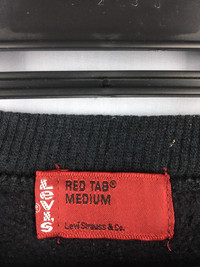 LEVI'S
RED TAB®
MEDIUM
Levi Strauss & Co.